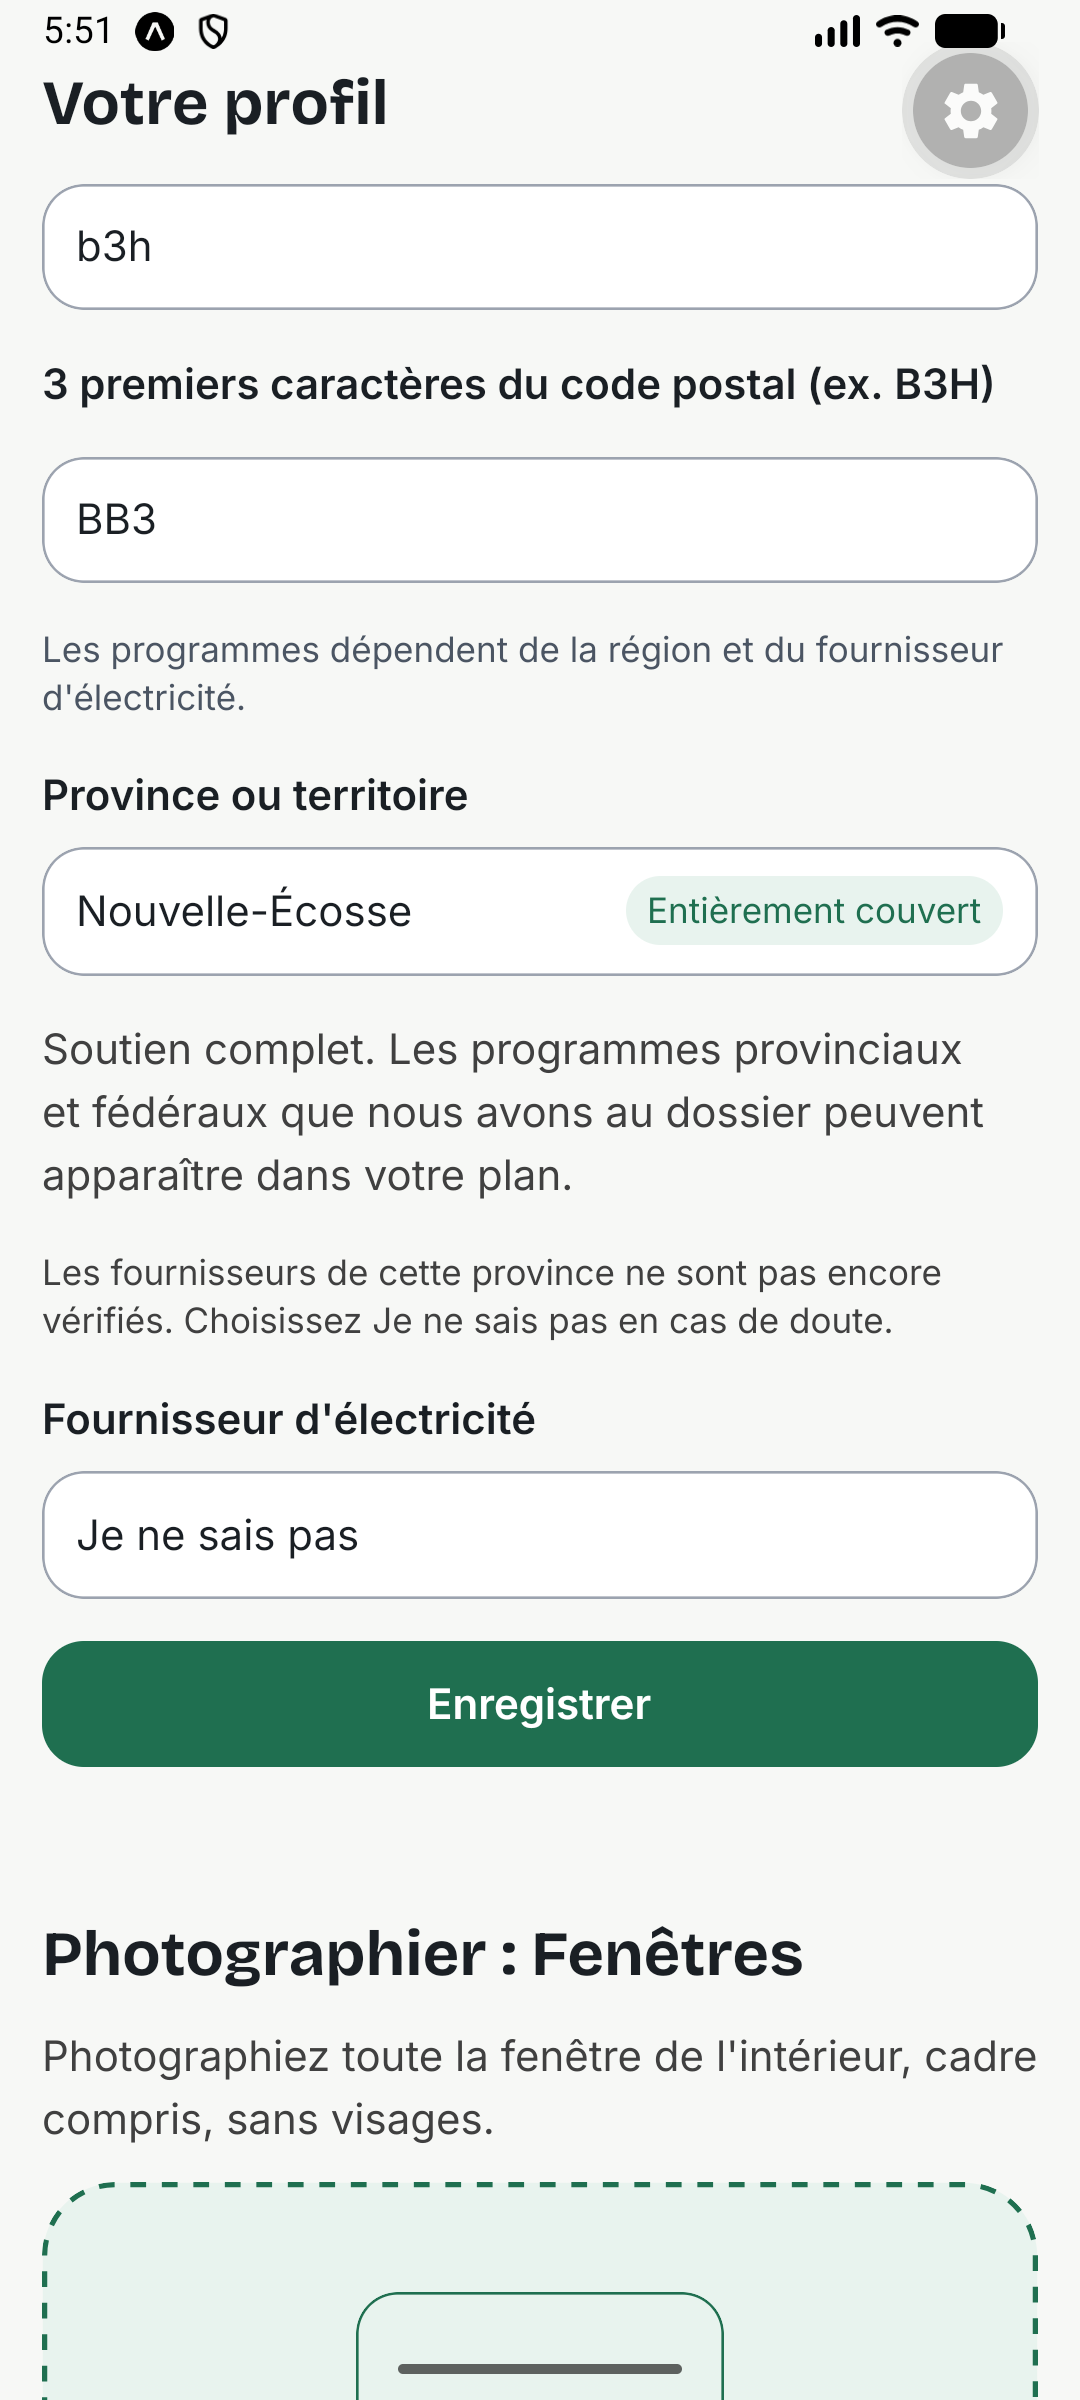 5:51
Votre profil
b3h
3 premiers caractères du code postal (ex. B3H)
BB3
Les programmes dépendent de la région et du fournisseur
d'électricité.
Province ou territoire
Nouvelle-Écosse
Entièrement couvert
Soutien complet. Les programmes provinciaux
et fédéraux que nous avons au dossier peuvent
apparaître dans votre plan.
Les fournisseurs de cette province ne sont pas encore
vérifiés. Choisissez Je ne sais pas en cas de doute.
Fournisseur d'électricité
Je ne sais pas
Enregistrer
Photographier : Fenêtres
Photographiez toute la fenêtre de l'intérieur, cadre
compris, sans visages.